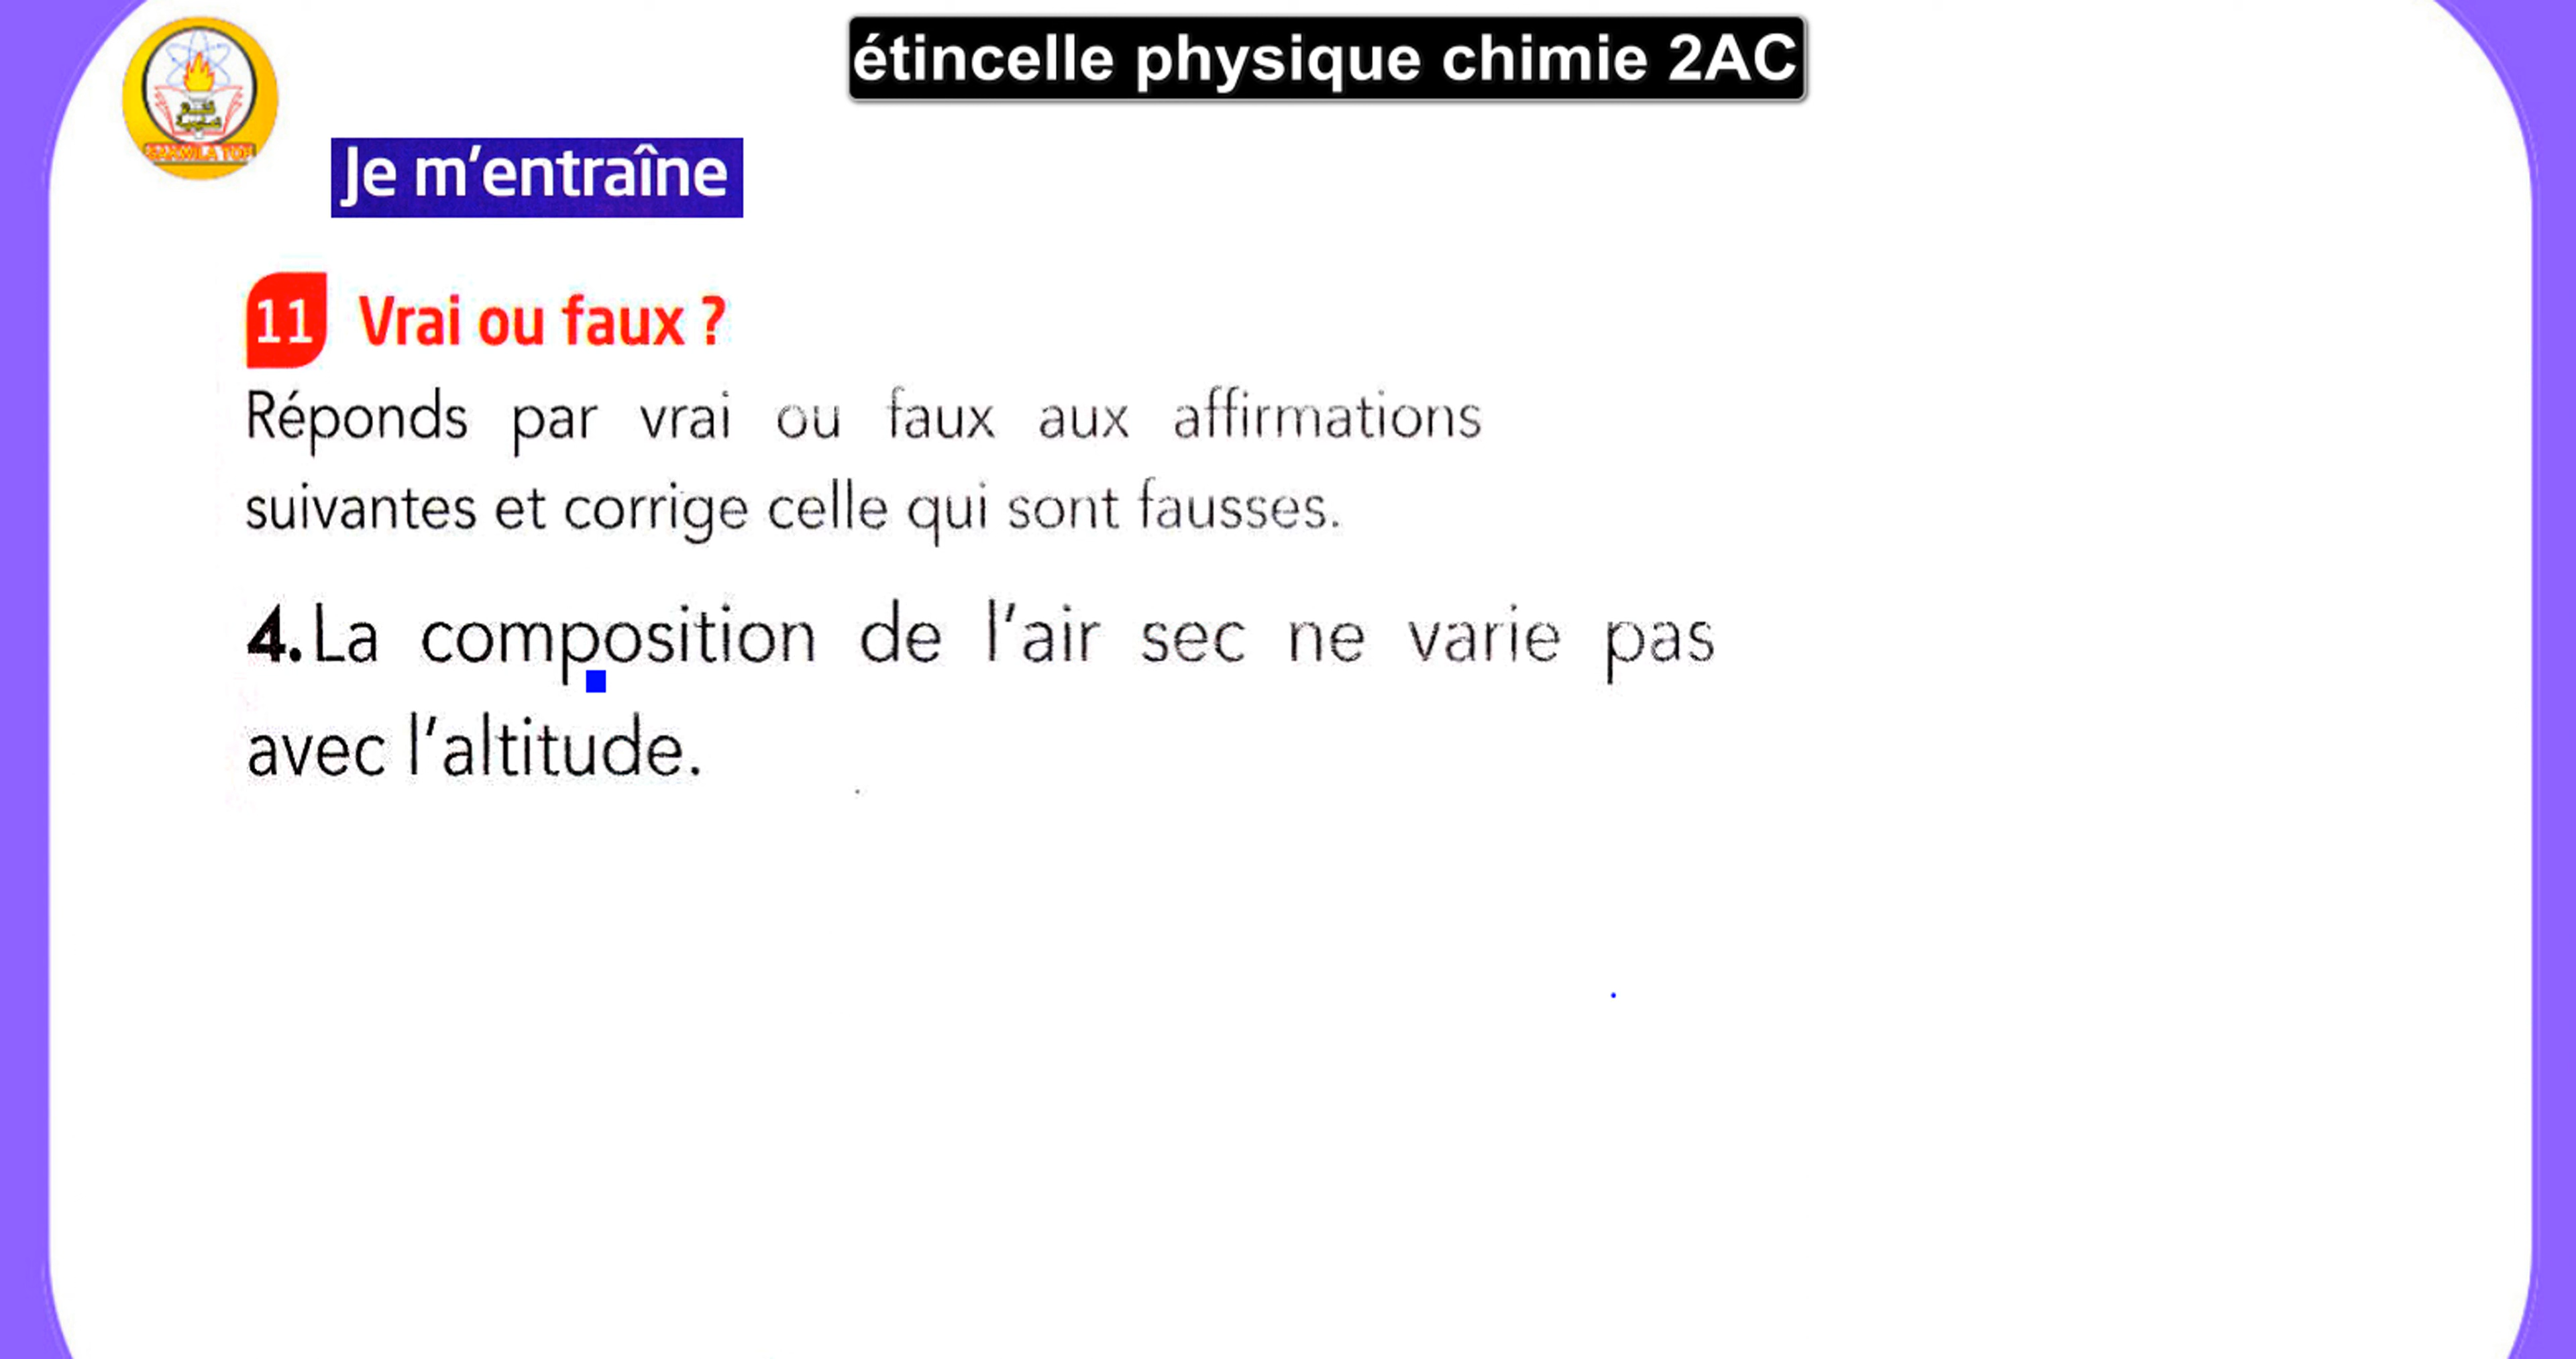 étincelle physique chimie 2AC
Je m'entraîne
11 Vrai ou faux ?
Réponds par vrai ou faux aux affirmations
suivantes et corrige celle qui sont fausses.
4. La composition de l'air sec ne varie pas
avec l'altitude.